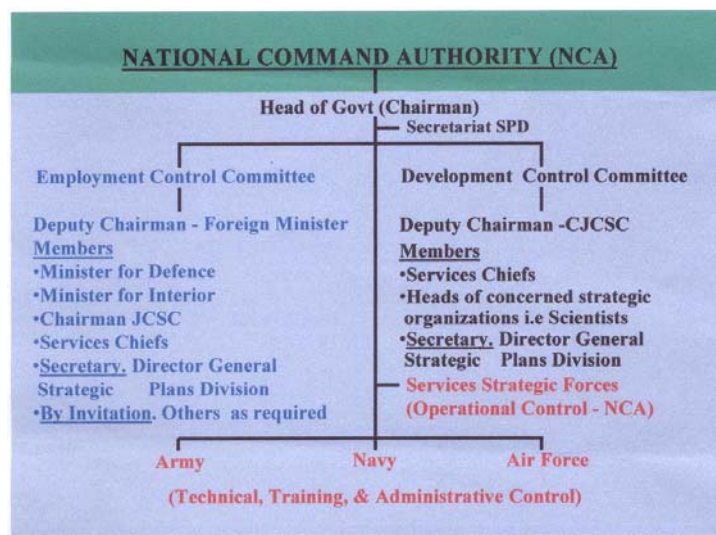 NATIONAL COMMAND AUTHORITY (NCA)
Head of Govt (Chairman)
Secretariat SPD
Employment Control Committee
Deputy Chairman - Foreign Minister
Members
•Minister for Defence
•Minister for Interior
•Chairman JCSC
•Services Chiefs
•Secretary. Director General
Strategic Plans Division
•By Invitation. Others as required
Development Control Committee
Deputy Chairman -CJCSC
Members
•Services Chiefs
•Heads of concerned strategic
organizations i.e Scientists
•Secretary. Director General
Strategic Plans Division
Services Strategic Forces
(Operational Control - NCA)
Army
Navy
Air Force
(Technical, Training, & Administrative Control)